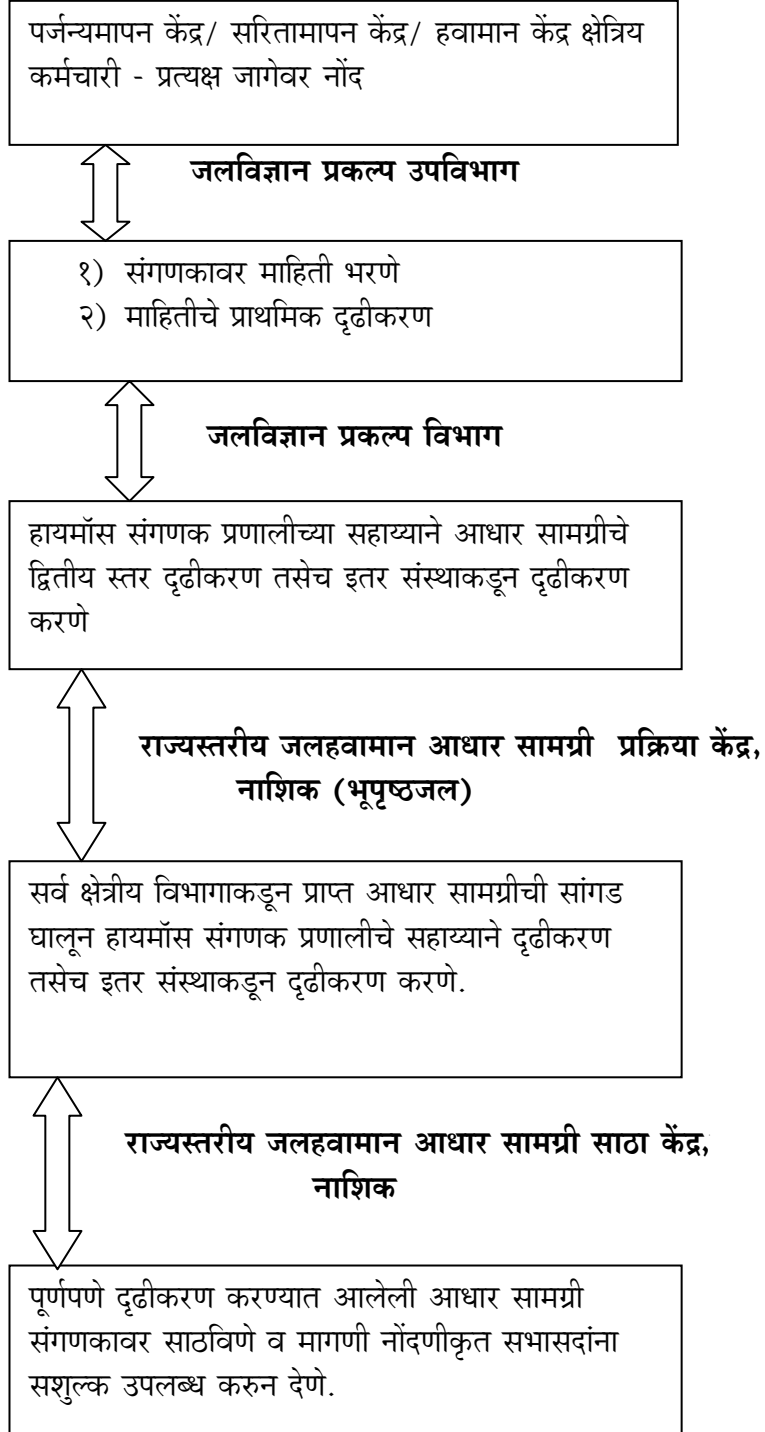 पर्जन्यमापन केंद्र/ सरितामापन केंद्र/ हवामान केंद्र क्षेत्रिय
कर्मचारी - प्रत्यक्ष जागेवर नोंद
जलविज्ञान प्रकल्प उपविभाग
१) संगणकावर माहिती भरणे
२) माहितीचे प्राथमिक दृढीकरण
जलविज्ञान प्रकल्प विभाग
हायमॉस संगणक प्रणालीच्या सहाय्याने आधार सामग्रीचे
द्वितीय स्तर दृढीकरण तसेच इतर संस्थाकडून दृढीकरण
करणे
राज्यस्तरीय जलहवामान आधार सामग्री प्रक्रिया केंद्र,
नाशिक (भूपृष्ठजल)
सर्व क्षेत्रीय विभागाकडून प्राप्त आधार सामग्रीची सांगड
घालून हायमॉस संगणक प्रणालीचे सहाय्याने दृढीकरण
तसेच इतर संस्थाकडून दृढीकरण करणे.
राज्यस्तरीय जलहवामान आधार सामग्री साठा केंद्र,
नाशिक
पूर्णपणे दृढीकरण करण्यात आलेली आधार सामग्री
संगणकावर साठविणे व मागणी नोंदणीकृत सभासदांना
सशुल्क उपलब्ध करुन देणे.